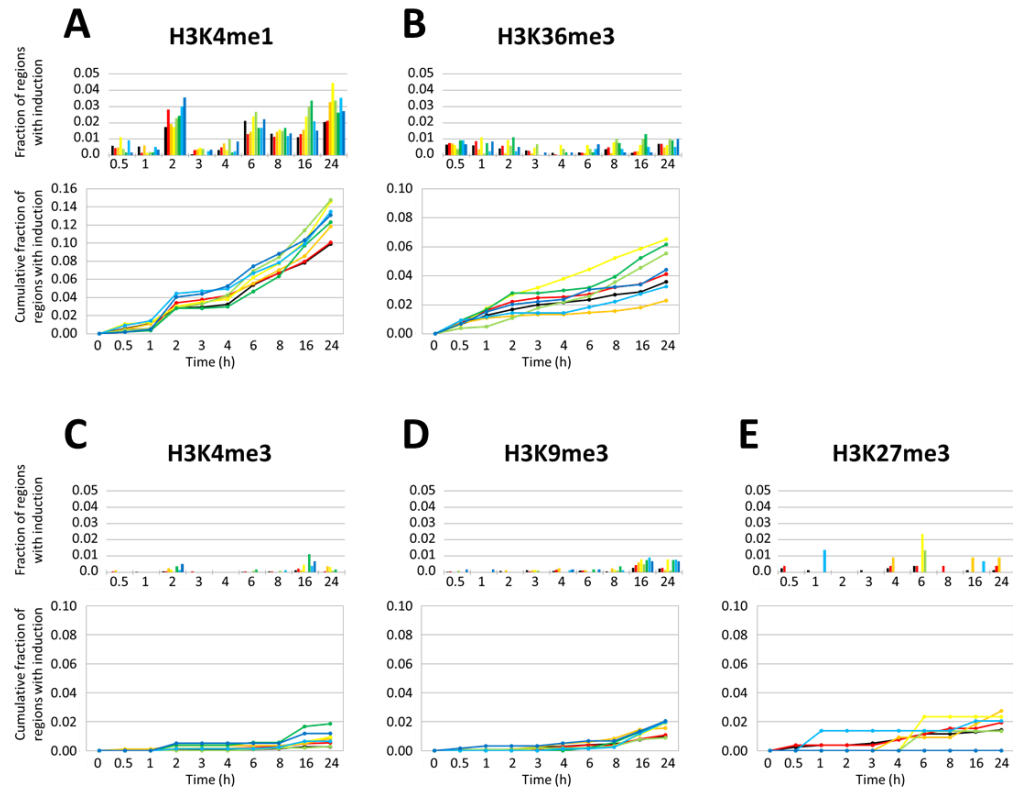 A
H3K4me1
Fraction of regions
with induction
0.05
0.04
0.03
0.02
0.01
0.0
0.5 1 2 3 4 6 8 16 24
Cumulative fraction of
regions with induction
0.16
0.14
0.12
0.10
0.08
0.06
0.04
0.02
0.00
0 0.5 1 2 3 4 6 8 16 24
Time (h)
B
H3K36me3
0.05
0.04
0.03
0.02
0.01
0.0
0.5 1 2 3 4 6 8 16 24
0.10
0.08
0.06
0.04
0.02
0.00
0 0.5 1 2 3 4 6 8 16 24
Time (h)
C
H3K4me3
Fraction of regions
with induction
0.05
0.04
0.03
0.02
0.01
0.00
0.5 1 2 3 4 6 8 16 24
Cumulative fraction of
regions with induction
0.10
0.08
0.06
0.04
0.02
0.00
0 0.5 1 2 3 4 6 8 16 24
Time (h)
D
H3K9me3
0.05
0.04
0.03
0.02
0.01
0.00
0.5 1 2 3 4 6 8 16 24
0.10
0.08
0.06
0.04
0.02
0.00
0 0.5 1 2 3 4 6 8 16 24
Time (h)
E
H3K27me3
0.05
0.04
0.03
0.02
0.01
0.00
0.5 1 2 3 4 6 8 16 24
0.10
0.08
0.06
0.04
0.02
0.00
0 0.5 1 2 3 4 6 8 16 24
Time (h)